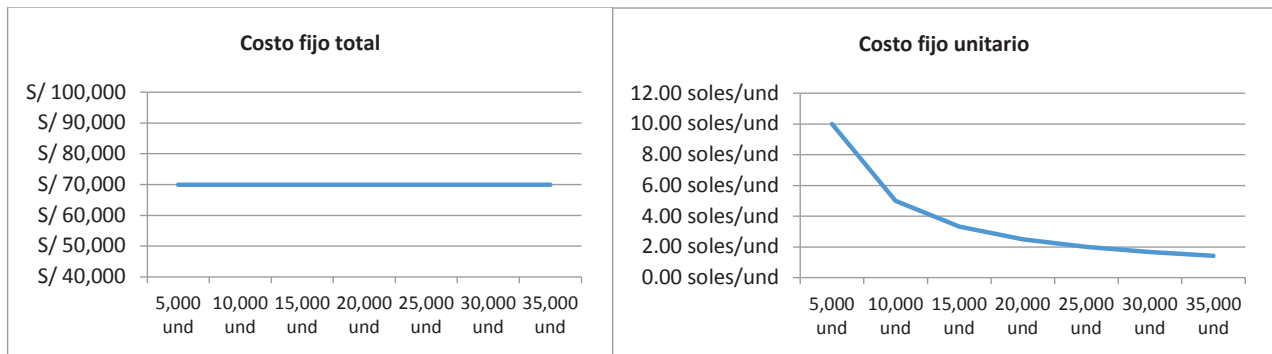 Costo fijo total
S/ 100,000
S/ 90,000
S/ 80,000
S/ 70,000
S/ 60,000
S/ 50,000
S/ 40,000
5,000 10,000 15,000 20,000 25,000 30,000 35,000
und und und und und und und
Costo fijo unitario
12.00 soles/und
10.00 soles/und
8.00 soles/und
6.00 soles/und
4.00 soles/und
2.00 soles/und
0.00 soles/und
5,000 10,000 15,000 20,000 25,000 30,000 35,000
und und und und und und und